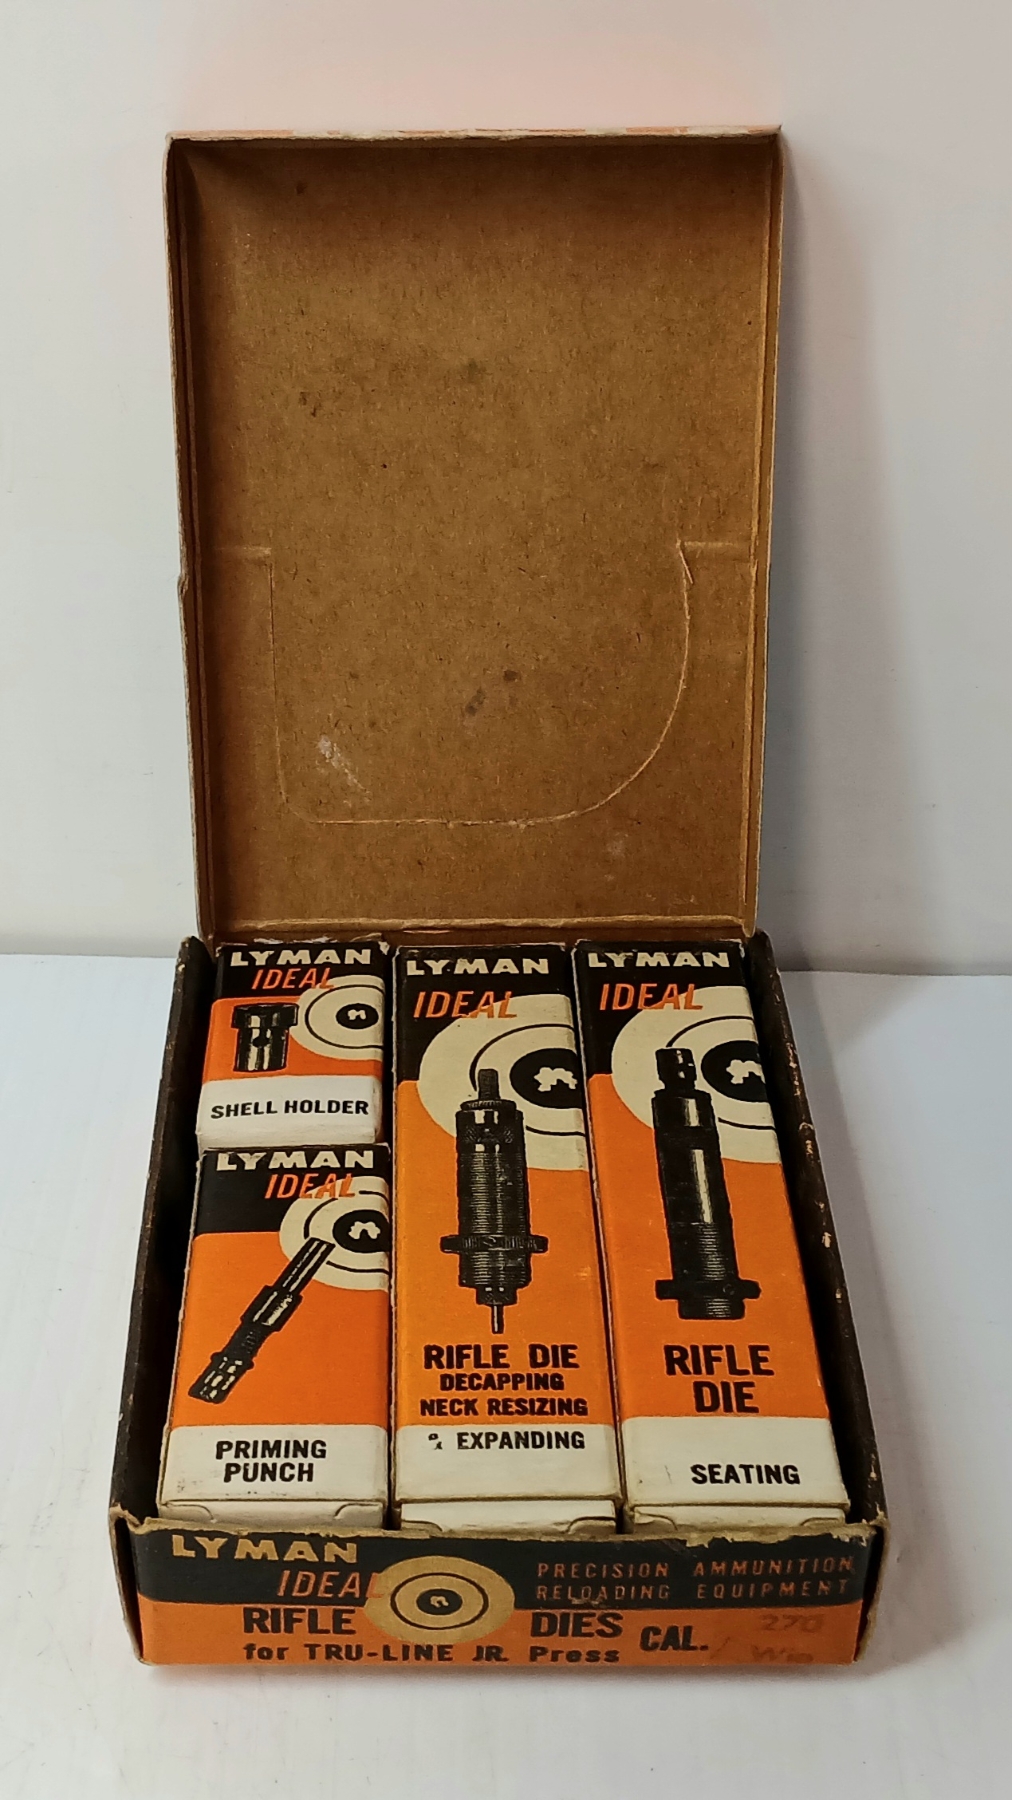 LYMAN
IDEAL
SHELL HOLDER
LYMAN
IDEAL
PRIMING
PUNCH
LYMAN
IDEAL
RIFLE DIE
DECAPPING
NECK RESIZING
& EXPANDING
LYMAN
IDEAL
RIFLE
DIE
SEATING
LYMAN
IDEAL
RIFLE DIES
for TRU-LINE JR. Press
PRECISION AMMUNITION
RELOADING EQUIPMENT
CAL. 270
Win